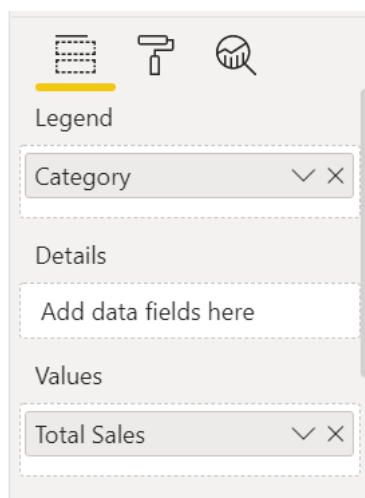 Legend
Category
Details
Add data fields here
Values
Total Sales